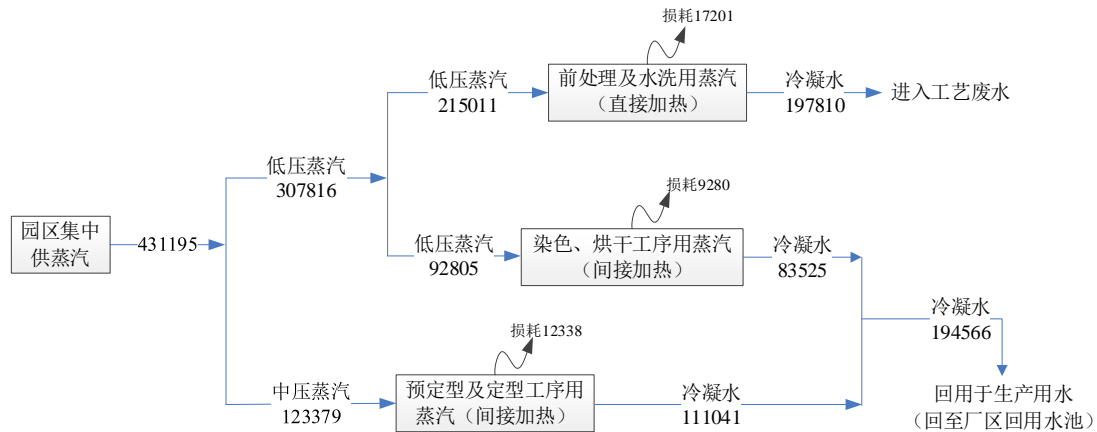 损耗17201
低压蒸汽
215011
前处理及水洗用蒸汽
（直接加热）
冷凝水
197810
进入工艺废水
低压蒸汽
307816
损耗9280
园区集中
供蒸汽
431195
低压蒸汽
92805
染色、烘干工序用蒸汽
（间接加热）
冷凝水
83525
冷凝水
194566
损耗12338
中压蒸汽
123379
预定型及定型工序用
蒸汽（间接加热）
冷凝水
111041
回用于生产用水
（回至厂区回用水池）